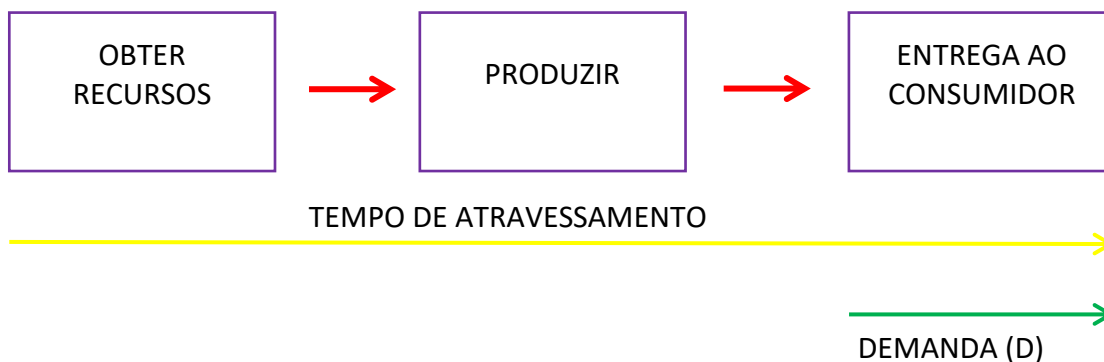 OBTER
RECURSOS
PRODUZIR
ENTREGA AO
CONSUMIDOR
TEMPO DE ATRAVESSAMENTO
DEMANDA (D)